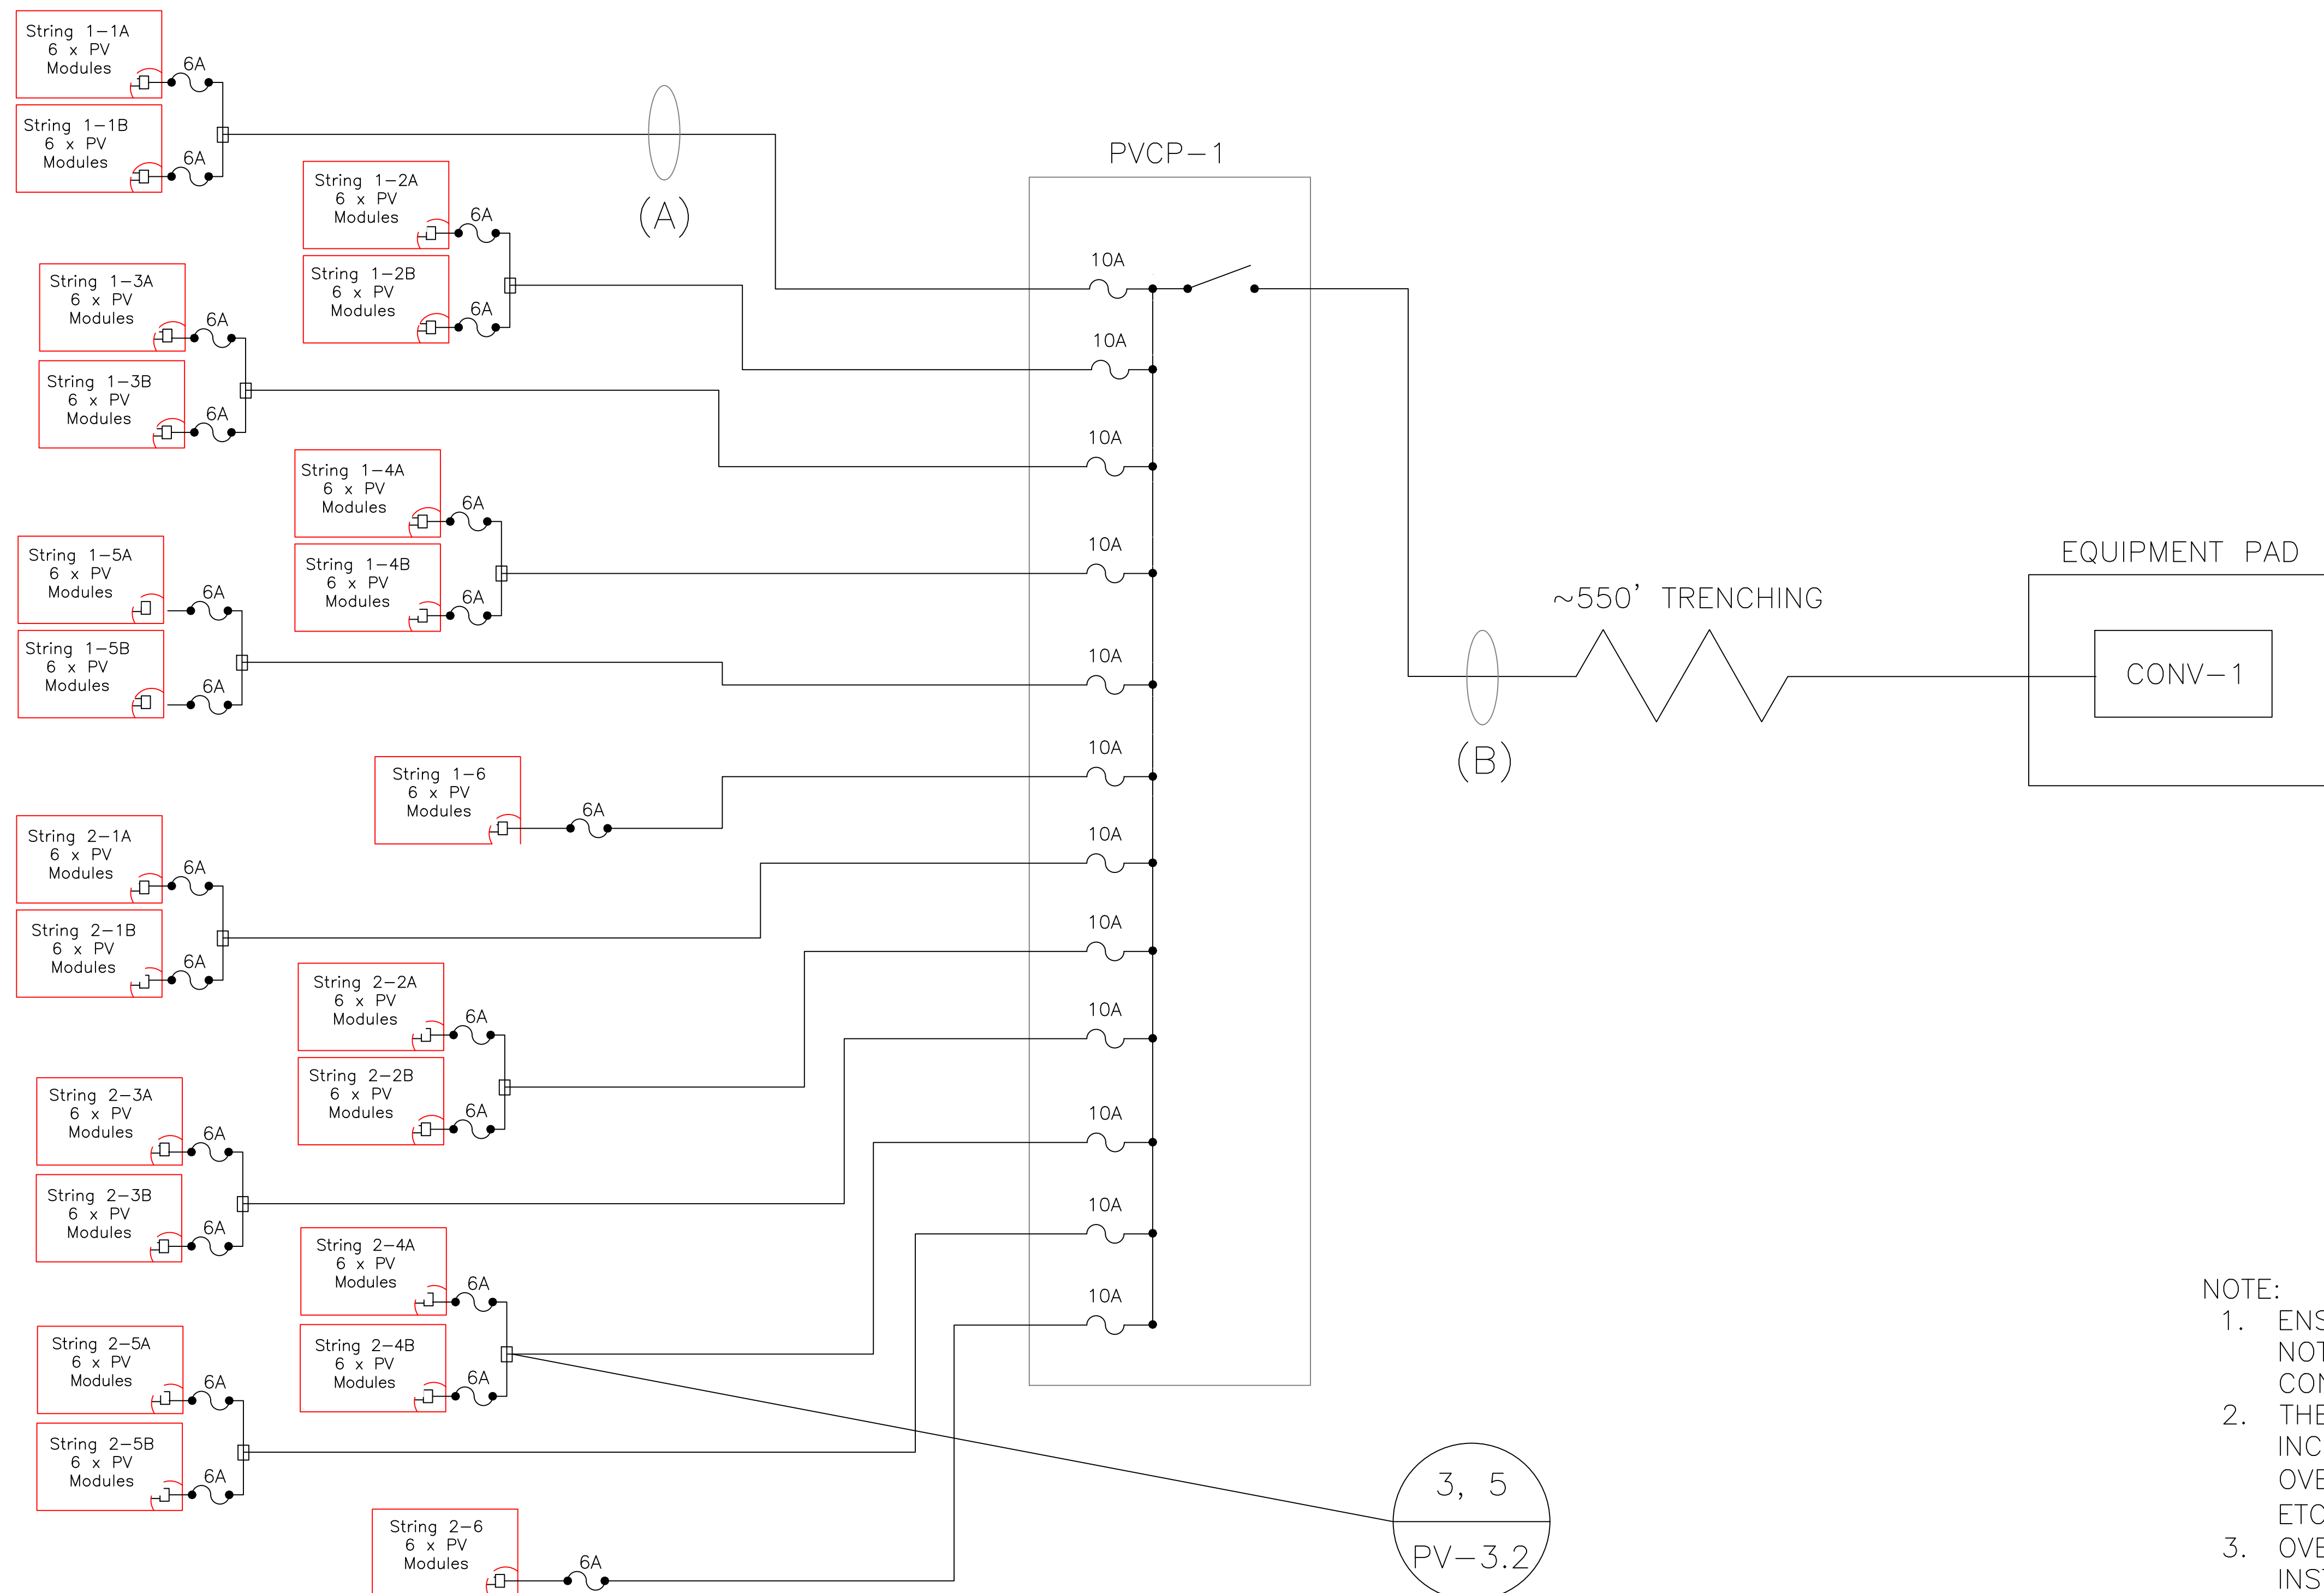 String 1-1A
6 x PV
Modules
6A
String 1-1B
6 x PV
Modules
6A
(A)
String 1-2A
6 x PV
Modules
6A
String 1-2B
6 x PV
Modules
6A
String 1-3A
6 x PV
Modules
6A
String 1-3B
6 x PV
Modules
6A
String 1-4A
6 x PV
Modules
6A
String 1-4B
6 x PV
Modules
6A
String 1-5A
6 x PV
Modules
6A
String 1-5B
6 x PV
Modules
6A
String 1-6
6 x PV
Modules
6A
String 2-1A
6 x PV
Modules
6A
String 2-1B
6 x PV
Modules
6A
String 2-2A
6 x PV
Modules
6A
String 2-2B
6 x PV
Modules
6A
String 2-3A
6 x PV
Modules
6A
String 2-3B
6 x PV
Modules
6A
String 2-4A
6 x PV
Modules
6A
String 2-4B
6 x PV
Modules
6A
String 2-5A
6 x PV
Modules
6A
String 2-5B
6 x PV
Modules
6A
String 2-6
6 x PV
Modules
6A
PVCP-1
10A
10A
10A
10A
10A
10A
10A
10A
10A
10A
10A
10A
(B)
~550' TRENCHING
EQUIPMENT PAD
CONV-1
3, 5
PV-3.2
NOTE:
1.
2.
3.